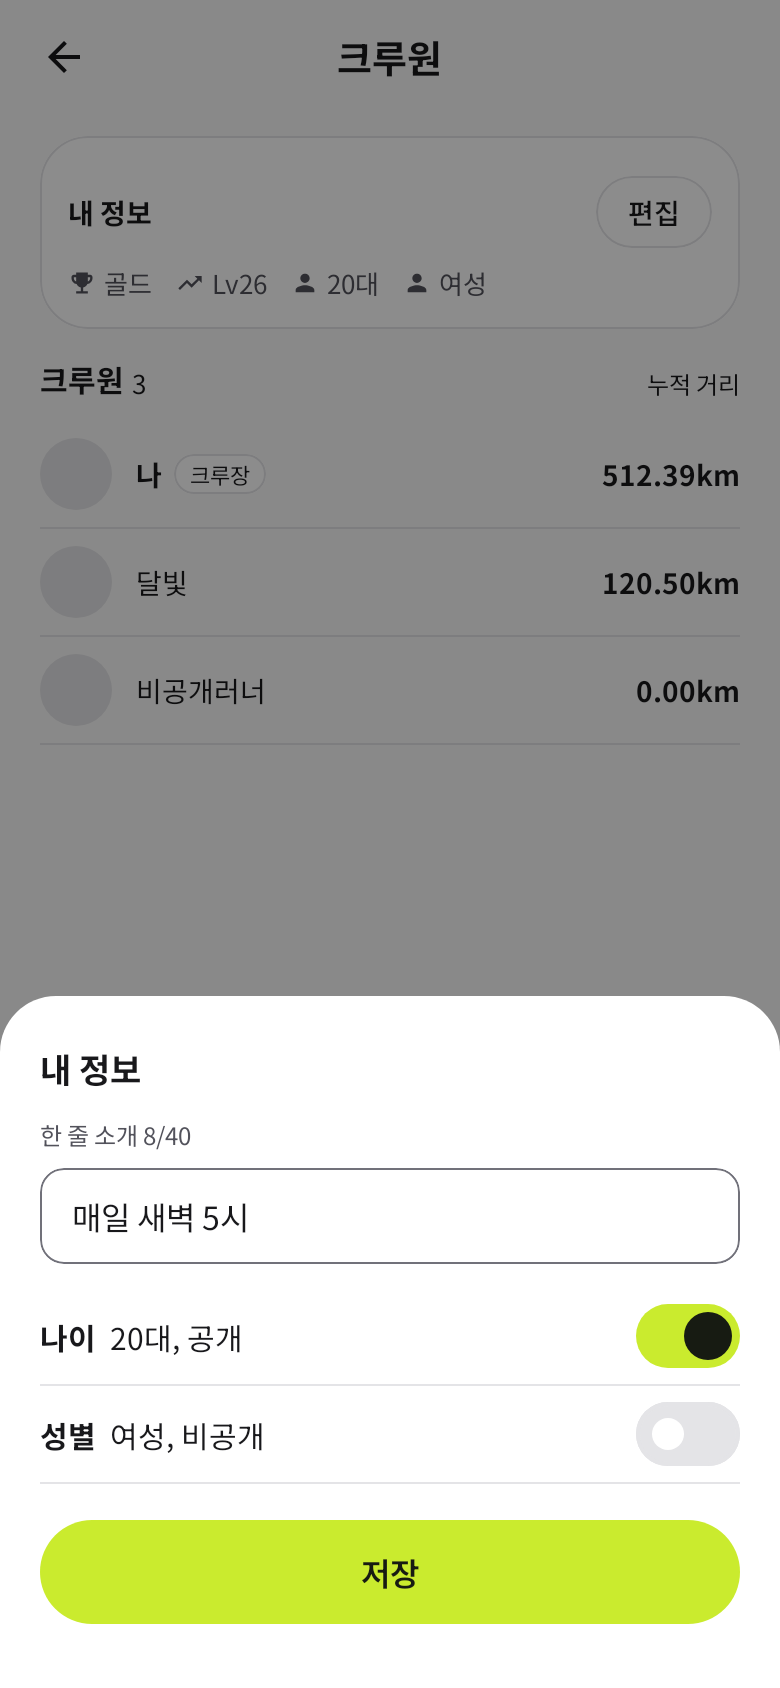 크루원
내 정보
편집
골드 Lv26 20대 여성
크루원 3
누적 거리
나 크루장 512.39km
달빛 120.50km
비공개러너 0.00km
내 정보
한 줄 소개 8/40
매일 새벽 5시
나이 20대, 공개
성별 여성, 비공개
저장